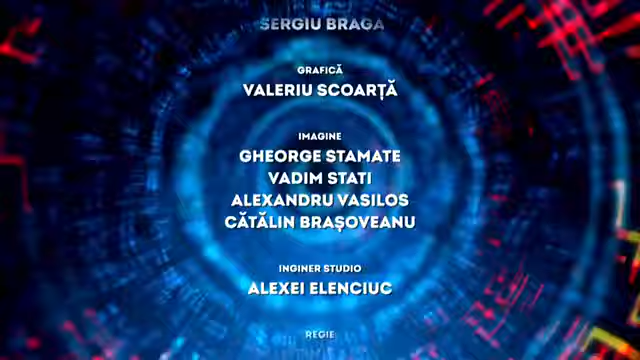 SERGIU BRAGA
GRAFICĂ
VALERIU SCOARȚĂ
IMAGINE
GHEORGE STAMATE
VADIM STATI
ALEXANDRU VASILOS
CĂTĂLIN BRAȘOVEANU
INGINER STUDIO
ALEXEI ELENCIUC
REGIE